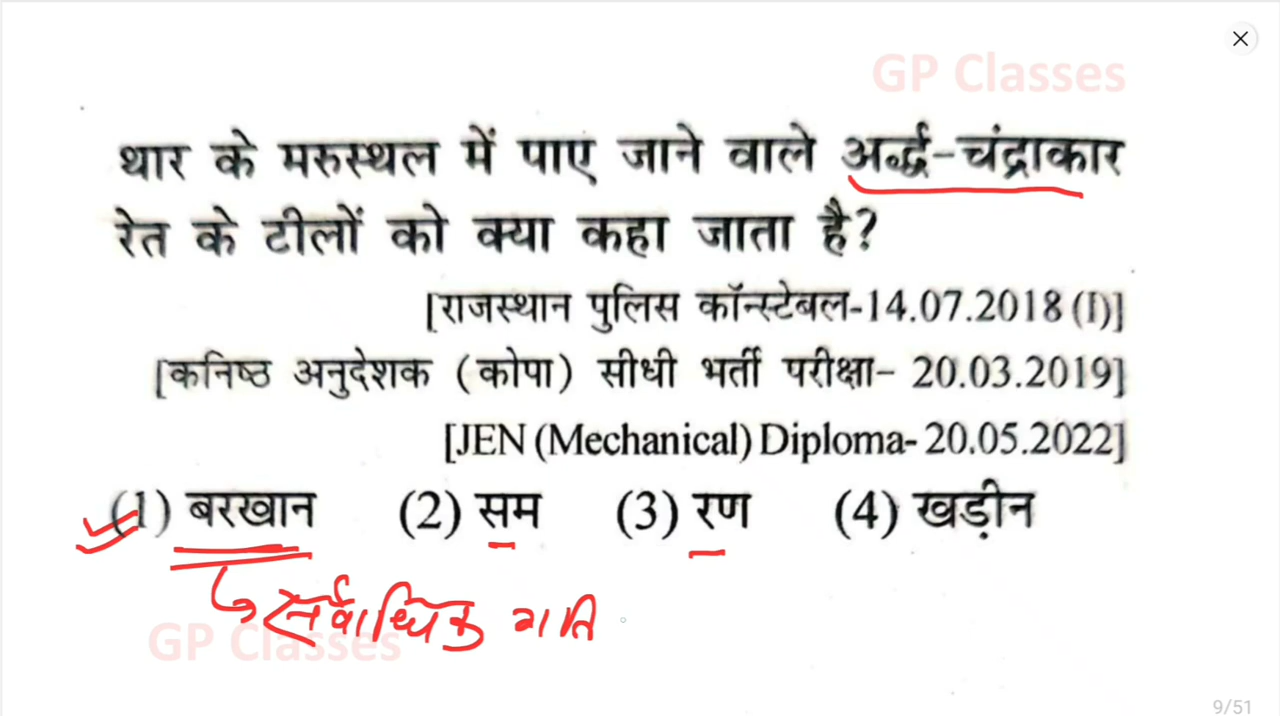 GP Classes
थार के मरुस्थल में पाए जाने वाले अर्द्ध-चंद्राकार
रेत के टीलों को क्या कहा जाता है?
[राजस्थान पुलिस कॉन्स्टेबल-14.07.2018 (I)]
[कनिष्ठ अनुदेशक (कोपा) सीधी भर्ती परीक्षा- 20.03.2019]
[JEN (Mechanical) Diploma- 20.05.2022]
(1) बरखान (2) सम (3) रण (4) खड़ीन
सर्वाधिक गति
GP Classes
9/51